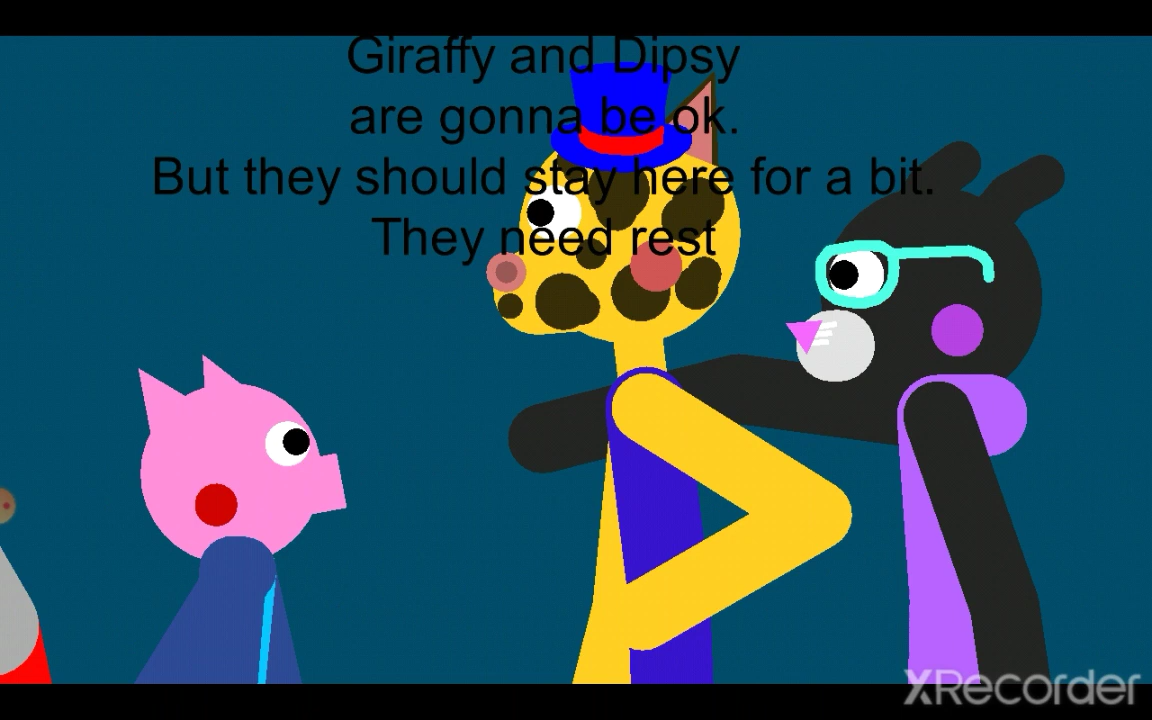 Giraffy and Dipsy
are gonna be ok.
But they should stay here for a bit.
They need rest
XRecorder